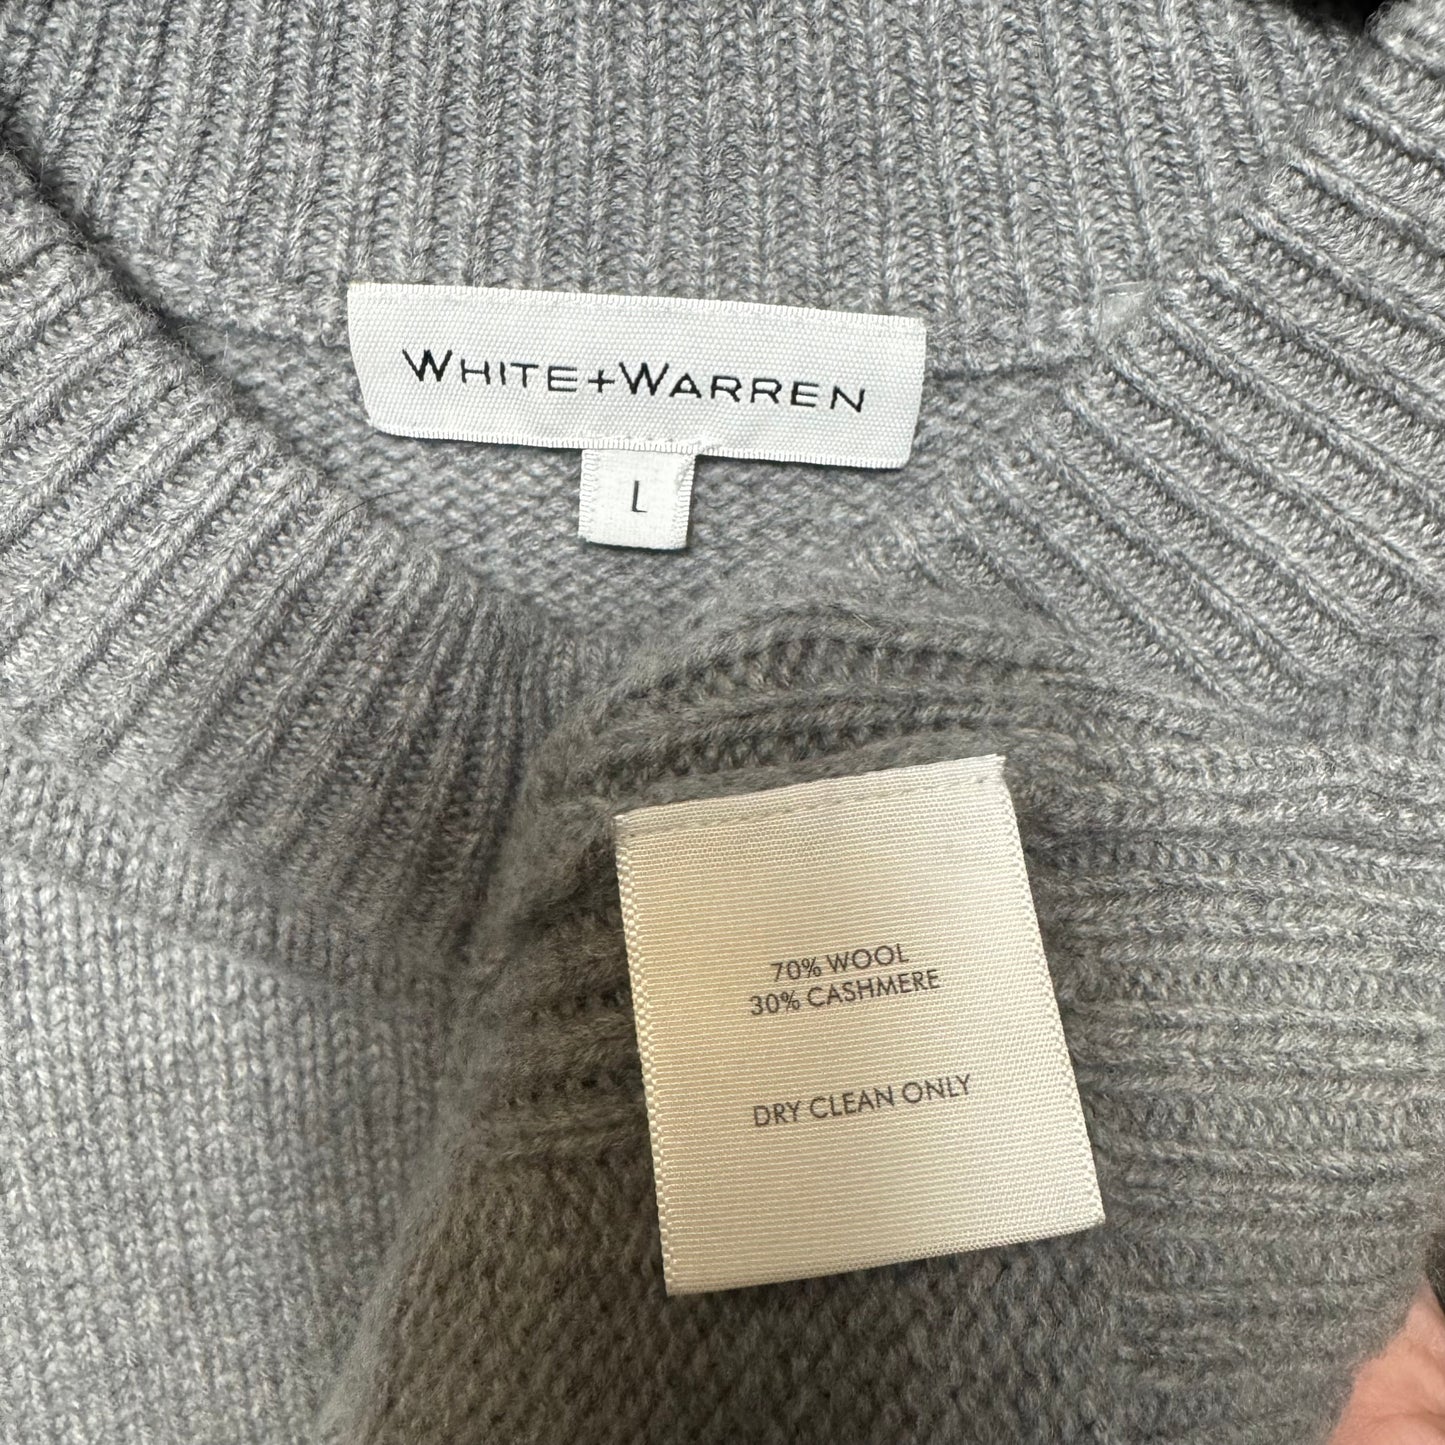 WHITE+WARREN
L
70% WOOL
30% CASHMERE
DRY CLEAN ONLY